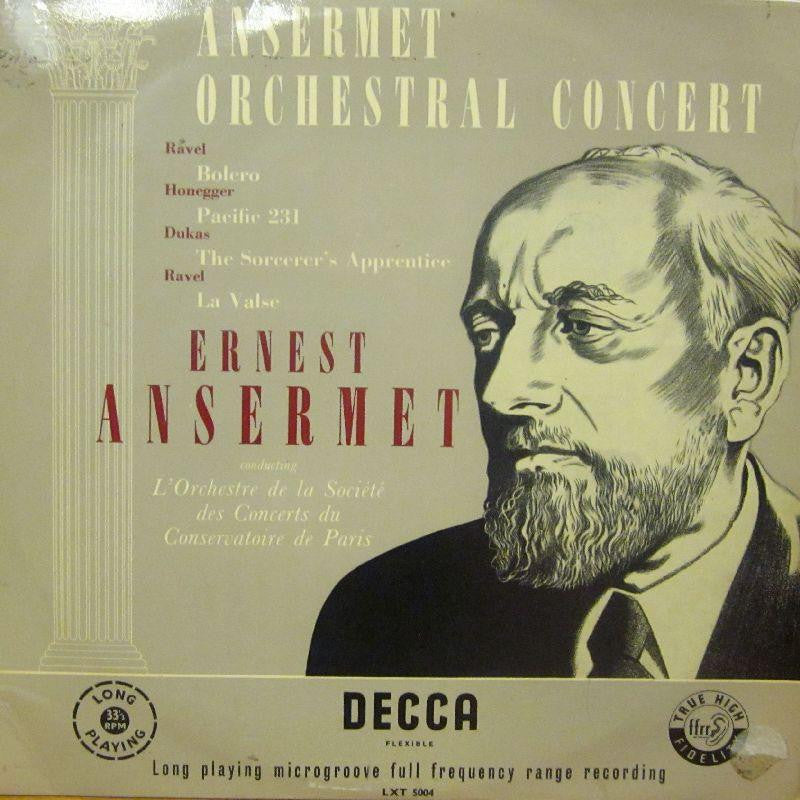 ANSERMET
ORCHESTRAL CONCERT
Ravel
Bolero
Honegger
Pacific 231
Dukas
The Sorcerer's Apprentice
Ravel
La Valse
ERNEST
ANSERMET
conducting
L'Orchestre de la Société
des Concerts du
Conservatoire de Paris
LONG
33⅓
RPM
PLAYING
DECCA
FLEXIBLE
TRUE HIGH
ffrr
Long playing microgroove full frequency range recording
LXT 5004